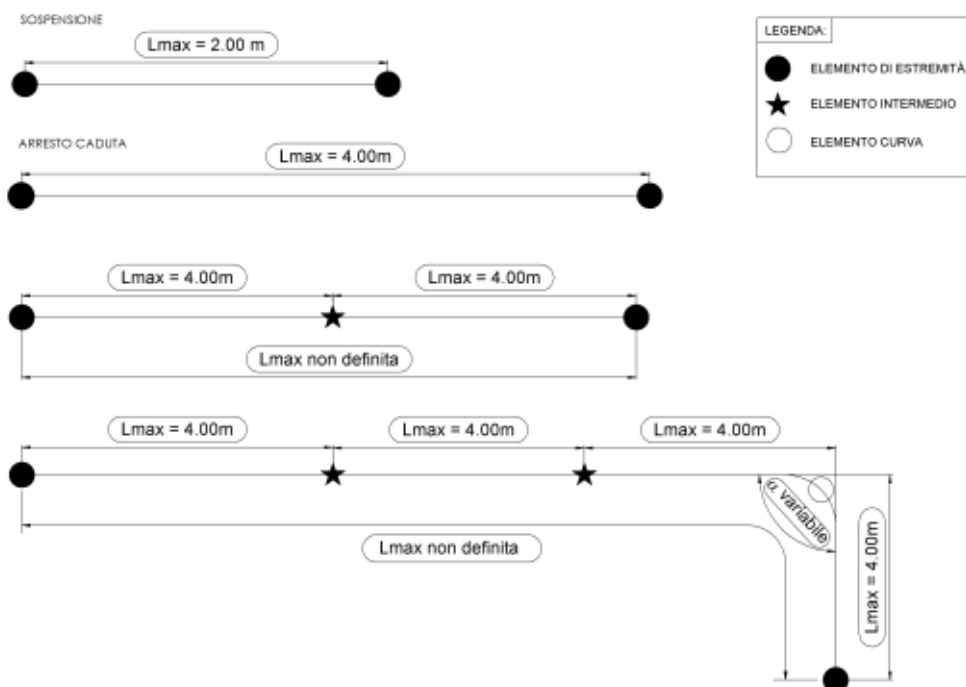 SOSPENSIONE
Lmax = 2.00 m
LEGENDA:
ELEMENTO DI ESTREMITÀ
ELEMENTO INTERMEDIO
ELEMENTO CURVA
ARRESTO CADUTA
Lmax = 4.00m
Lmax = 4.00m
Lmax = 4.00m
Lmax non definita
Lmax = 4.00m
Lmax = 4.00m
Lmax = 4.00m
α variabile
Lmax = 4.00m
Lmax non definita